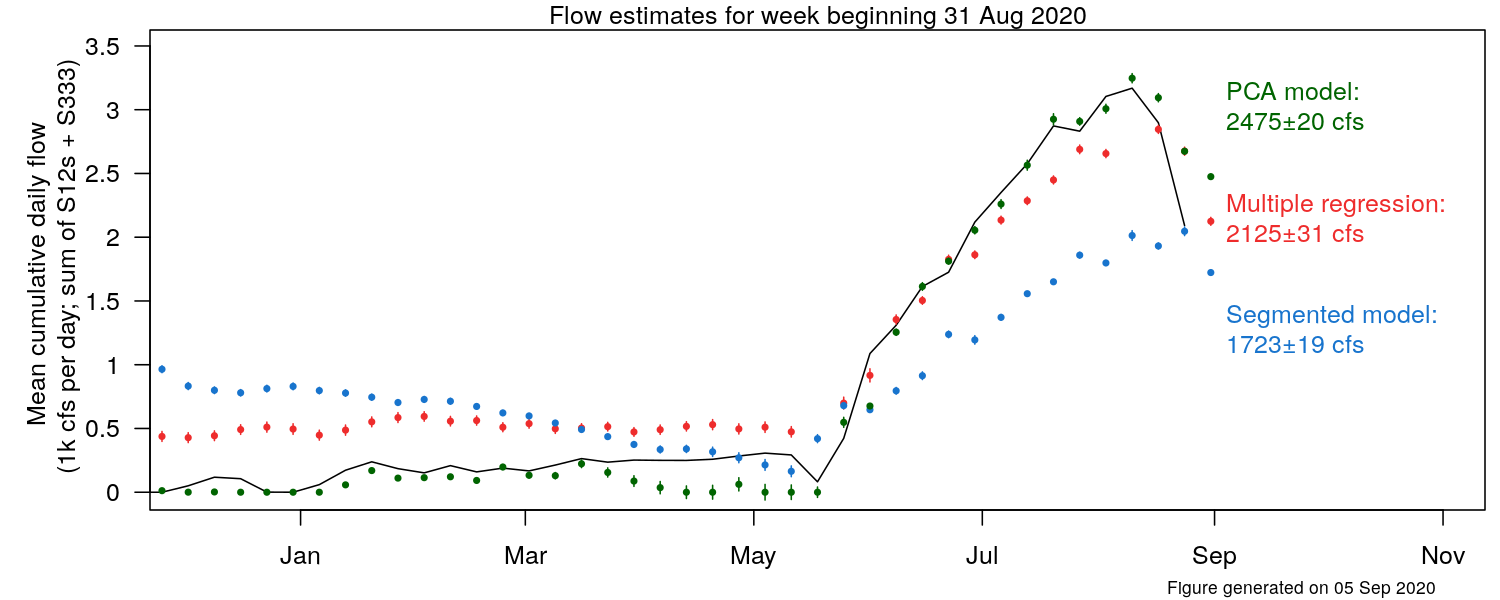 Flow estimates for week beginning 31 Aug 2020
Mean cumulative daily flow
(1k cfs per day; sum of S12s + S333)
3.5
3
2.5
2
1.5
1
0.5
0
PCA model:
2475±20 cfs
Multiple regression:
2125±31 cfs
Segmented model:
1723±19 cfs
Jan
Mar
May
Jul
Sep
Nov
Figure generated on 05 Sep 2020